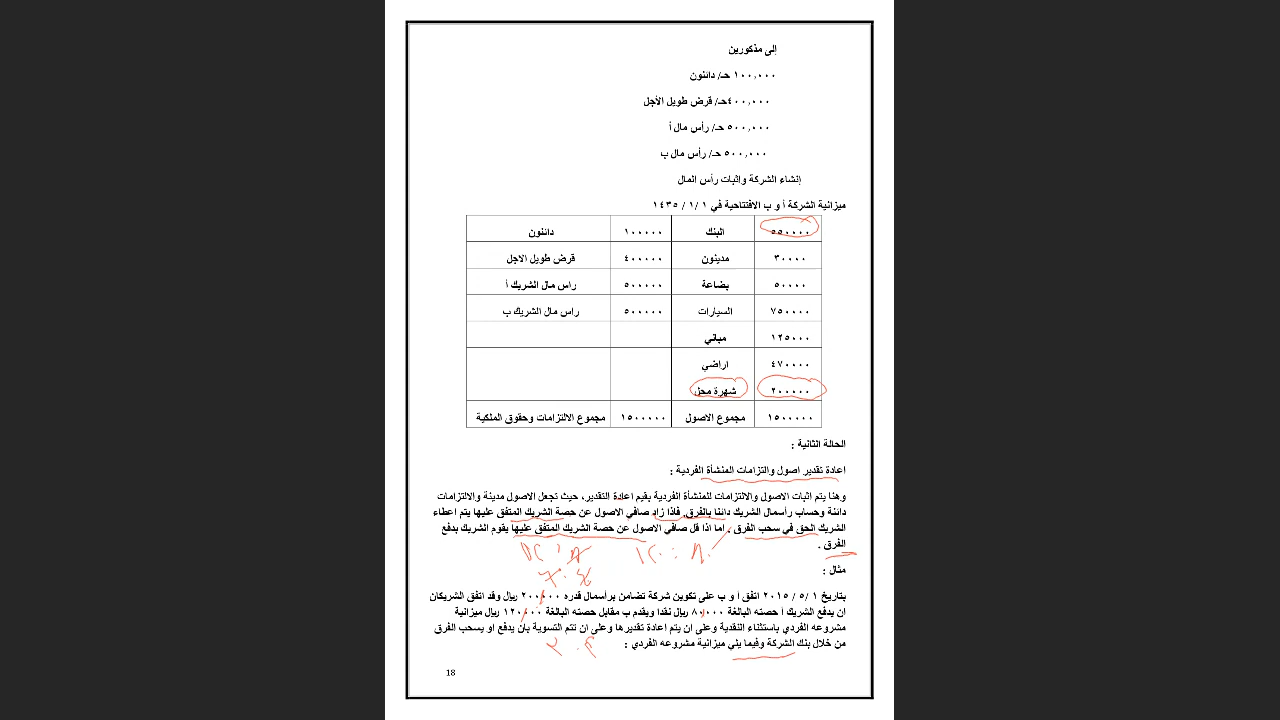 إلى مذكورين
١٠٠,٠٠٠ حـ/ دائنون
٤٠٠,٠٠٠حـ/ قرض طويل الأجل
٥٠٠,٠٠٠ حـ/ رأس مال أ
٥٠٠,٠٠٠ حـ/ رأس مال ب
إنشاء الشركة وإثبات رأس المال
ميزانية الشركة أ و ب الافتتاحية في ١/ ١ / ١٤٣٥
٥٥٠٠٠٠ البنك ١٠٠٠٠٠ دائنون
٣٠٠٠٠ مدينون ٤٠٠٠٠٠ قرض طويل الاجل
٥٠٠٠٠ بضاعة ٥٠٠٠٠٠ راس مال الشريك أ
٧٥٠٠٠٠ السيارات ٥٠٠٠٠٠ راس مال الشريك ب
١٢٥٠٠٠ مباني
٤٧٠٠٠٠ اراضي
٢٠٠٠٠٠ شهرة محل
١٥٠٠٠٠٠ مجموع الاصول ١٥٠٠٠٠٠ مجموع الالتزامات وحقوق الملكية
الحالة الثانية :
اعادة تقدير اصول والتزامات المنشأة الفردية :
وهنا يتم اثبات الاصول والالتزامات للمنشأة الفردية بقيم اعادة التقدير، حيث تجعل الاصول مدينة والالتزامات
دائنة وحساب رأسمال الشريك دائنا بالفرق. فاذا زاد صافي الاصول عن حصة الشريك المتفق عليها يتم اعطاء
الشريك الحق في سحب الفرق . اما اذا قل صافي الاصول عن حصة الشريك المتفق عليها يقوم الشريك بدفع
الفرق .
مثال :
بتاريخ ١ /٥ / ٢٠١٥ اتفق أ و ب على تكوين شركة تضامن برأسمال قدره ٢٠٠٠٠٠ ريال وقد اتفق الشريكان
ان يدفع الشريك أ حصته البالغة ٨٠,٠٠٠ ريال نقدا ويقدم ب مقابل حصته البالغة ١٢٠,٠٠٠ ريال ميزانية
مشروعه الفردي باستثناء النقدية وعلى ان يتم اعادة تقديرها وعلى ان تتم التسوية بأن يدفع او يسحب الفرق
من خلال بنك الشركة وفيما يلي ميزانية مشروعه الفردي :
18